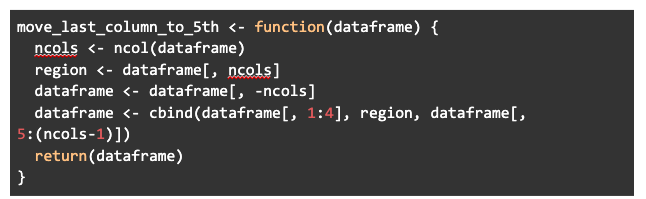 move_last_column_to_5th <- function(dataframe) {
  ncols <- ncol(dataframe)
  region <- dataframe[, ncols]
  dataframe <- dataframe[, -ncols]
  dataframe <- cbind(dataframe[, 1:4], region, dataframe[,
5:(ncols-1)])
  return(dataframe)
}